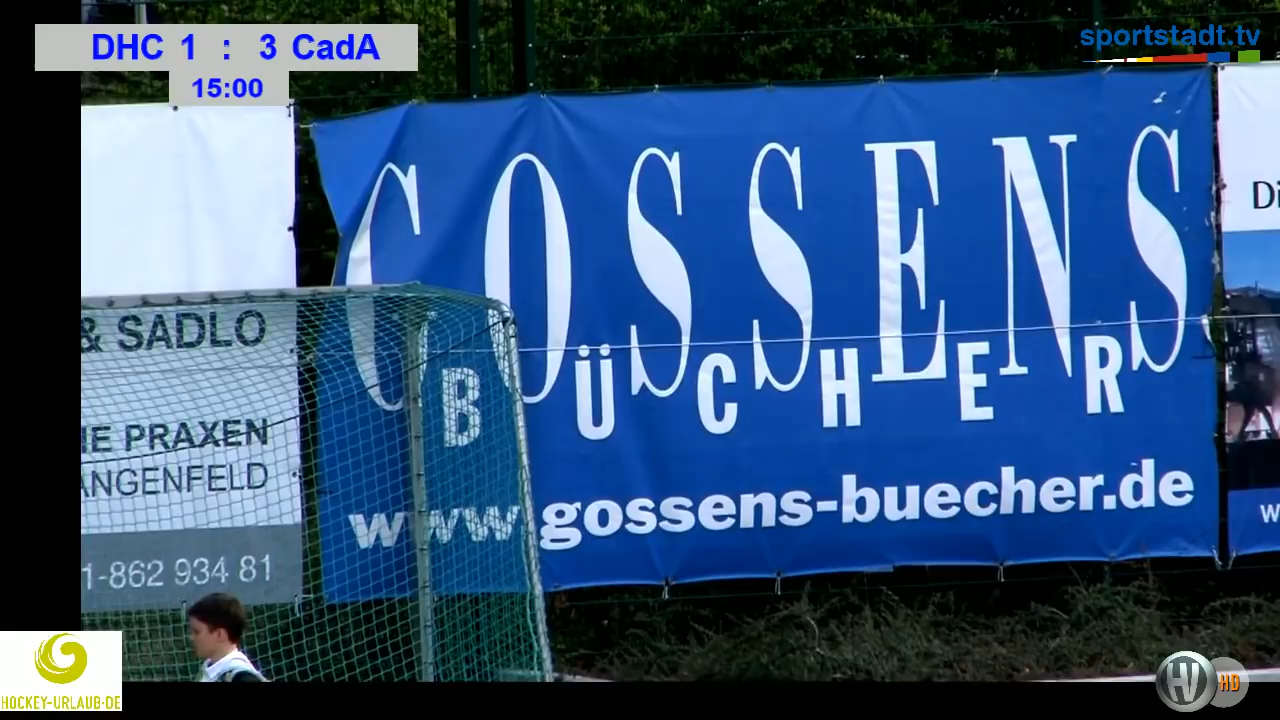 DHC 1 : 3 CadA
15:00
sportstadt.tv
GOSSENS
BÜCHER
www.gossens-buecher.de
& SADLO
PRAXEN
ANGENFELD
1-862 934 81
Di
w
HOCKEY-URLAUB.DE
HV HD